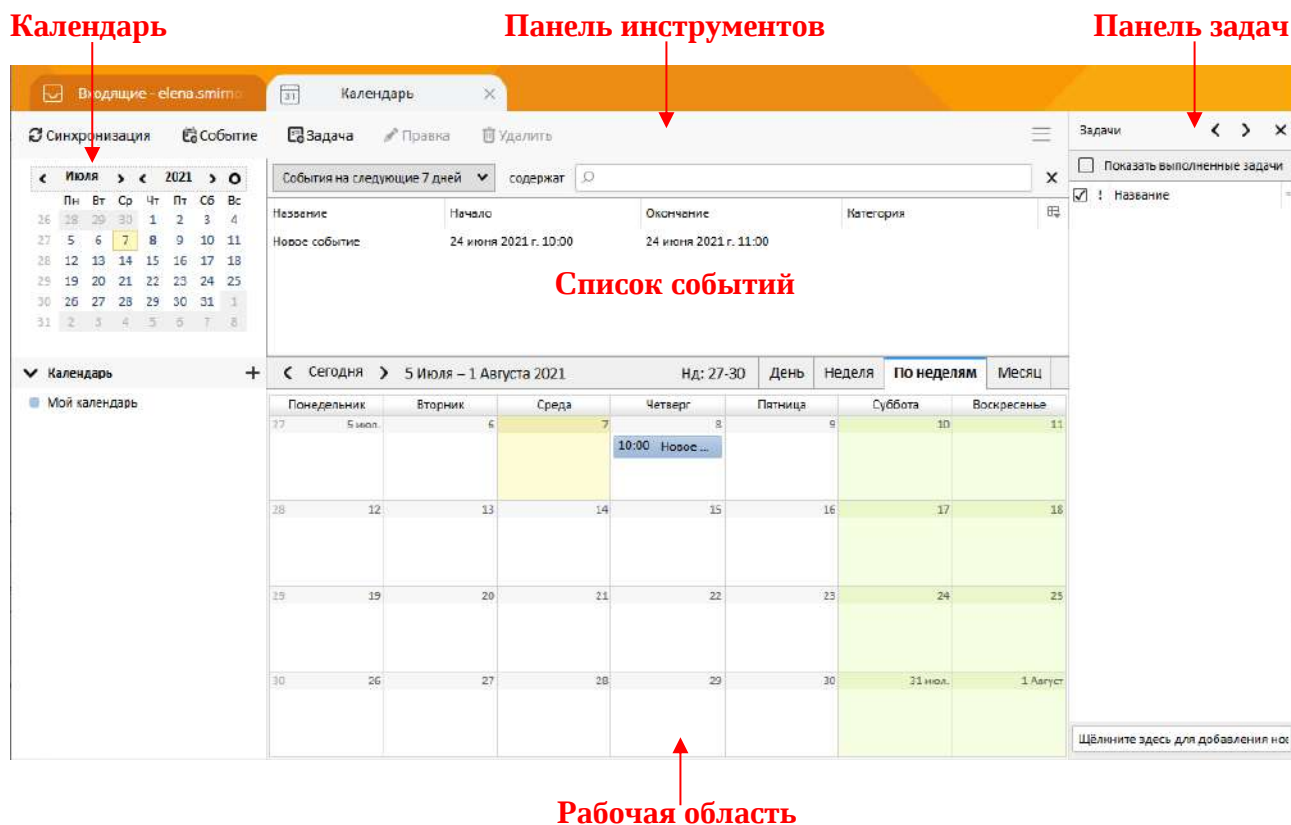 Календарь Панель инструментов Панель задач
Входящие - elena.smirno Календарь
Синхронизация Событие Задача Правка Удалить
Задачи
Июля 2021
События на следующие 7 дней содержат
Показать выполненные задачи
Пн Вт Ср Чт Пт Сб Вс
! Название
26 28 29 30 1 2 3 4
27 5 6 7 8 9 10 11
28 12 13 14 15 16 17 18
29 19 20 21 22 23 24 25
30 26 27 28 29 30 31 1
31 2 3 4 5 6 7 8
Название Начало Окончание Категория
Новое событие 24 июня 2021 г. 10:00 24 июня 2021 г. 11:00
Список событий
Календарь
Мой календарь
Сегодня 5 Июля – 1 Августа 2021 Нд: 27-30 День Неделя По неделям Месяц
Понедельник Вторник Среда Четверг Пятница Суббота Воскресенье
27 5 июл. 6 7 8 9 10 11
10:00 Новое ...
28 12 13 14 15 16 17 18
29 19 20 21 22 23 24 25
30 26 27 28 29 30 31 июл. 1 Август
Щёлкните здесь для добавления нов
Рабочая область